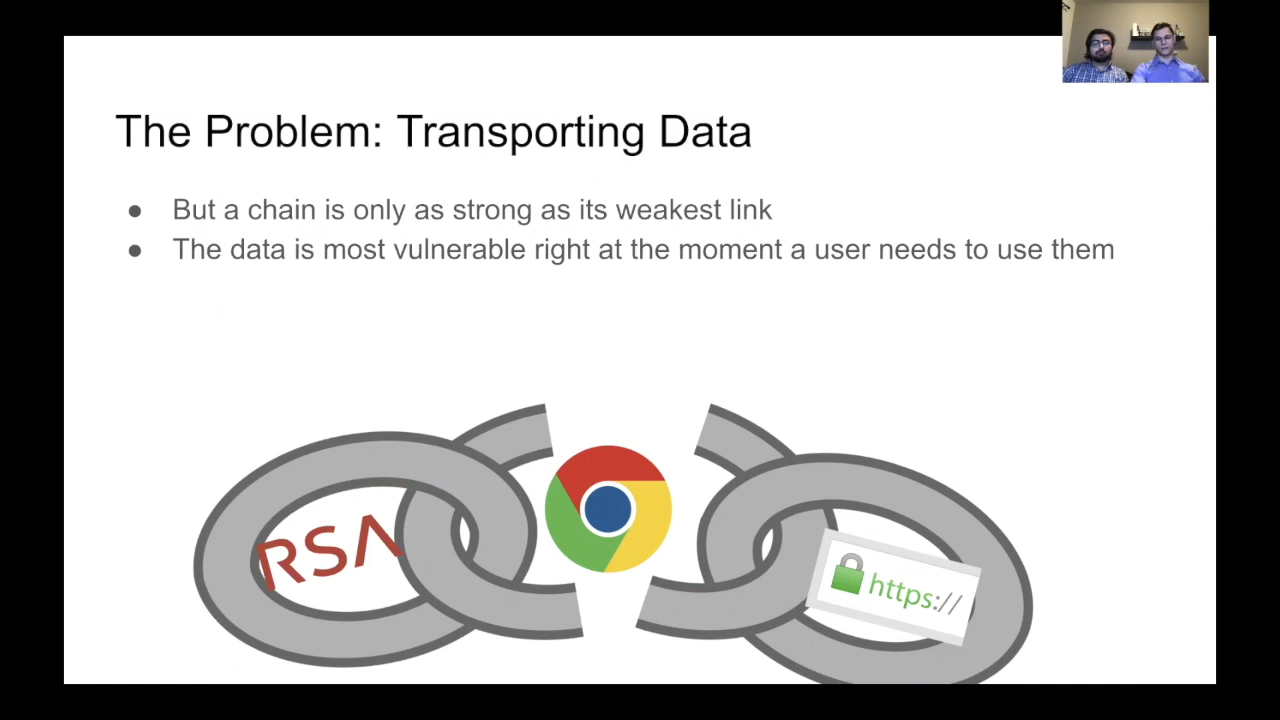 The Problem: Transporting Data
● But a chain is only as strong as its weakest link
● The data is most vulnerable right at the moment a user needs to use them
RSA
https://